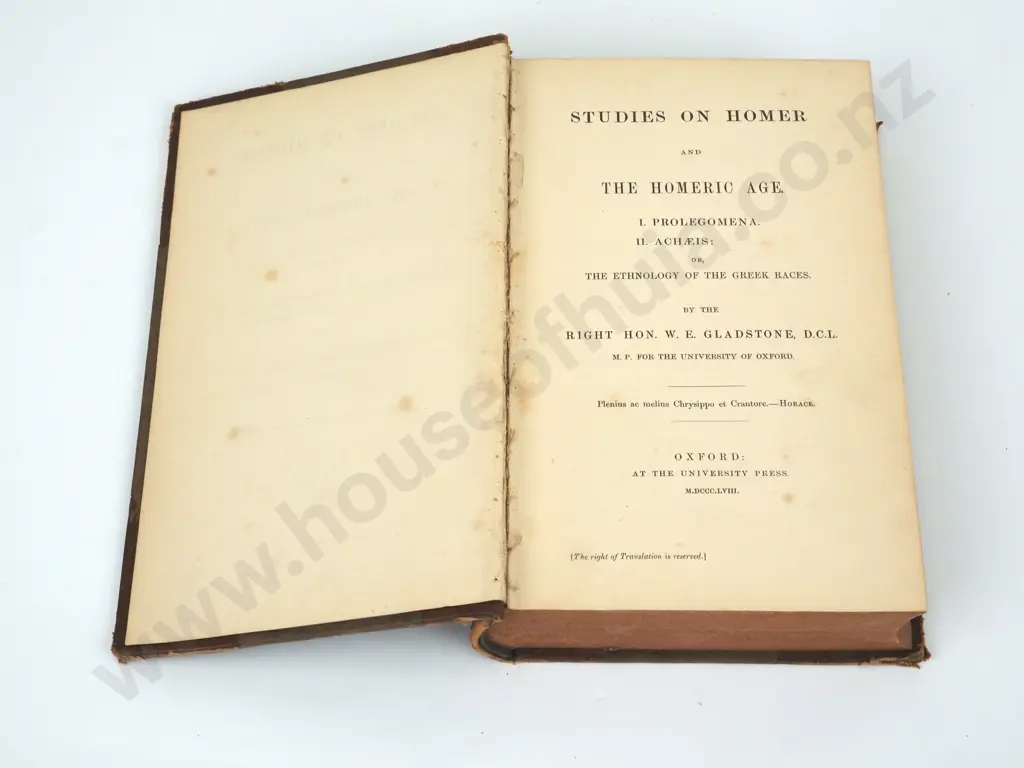 STUDIES ON HOMER
AND
THE HOMERIC AGE.
I. PROLEGOMENA.
II. ACHÆIS;
OR,
THE ETHNOLOGY OF THE GREEK RACES.
BY THE
RIGHT HON. W. E. GLADSTONE, D.C.L.
M. P. FOR THE UNIVERSITY OF OXFORD.
Plenius ac melius Chrysippo et Crantore.—HORACE.
OXFORD:
AT THE UNIVERSITY PRESS.
M.DCCC.LVIII.
[The right of Translation is reserved.]
www.houseofhuia.co.nz